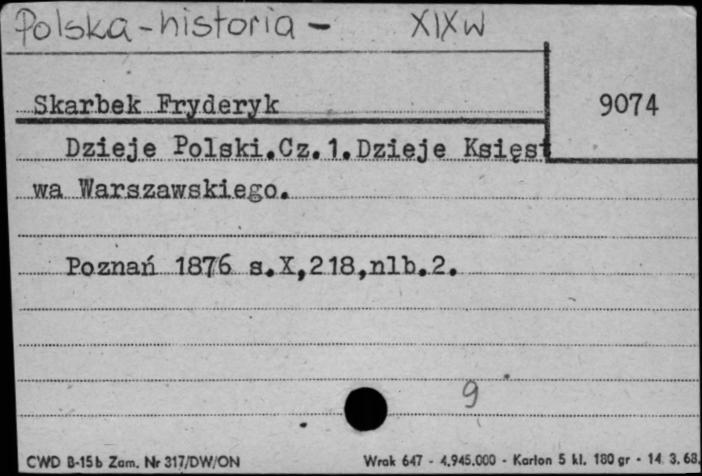 Polska-historia - XIXw
Skarbek Fryderyk
9074
Dzieje Polski.Cz.1.Dzieje Księst
wa Warszawskiego.
Poznań 1876 s.X,218,nlb.2.
9
CWD B-15b Zam. Nr 317/DW/ON Wrak 647 - 4.945.000 - Karton 5 kl. 180 gr - 14. 3. 68.